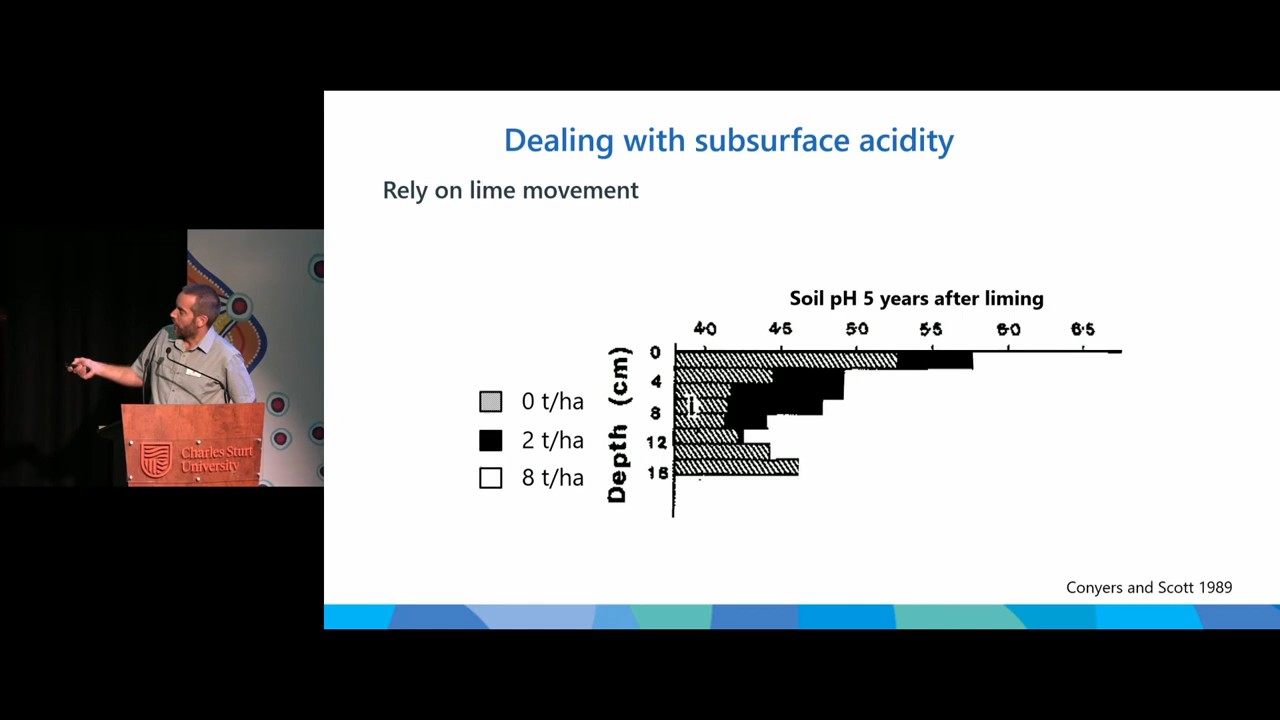 Dealing with subsurface acidity
Rely on lime movement
Soil pH 5 years after liming
4·0 4·5 5·0 5·5 6·0 6·5
Depth (cm)
0
4
8
12
16
0 t/ha
2 t/ha
8 t/ha
Conyers and Scott 1989
Charles Sturt
University